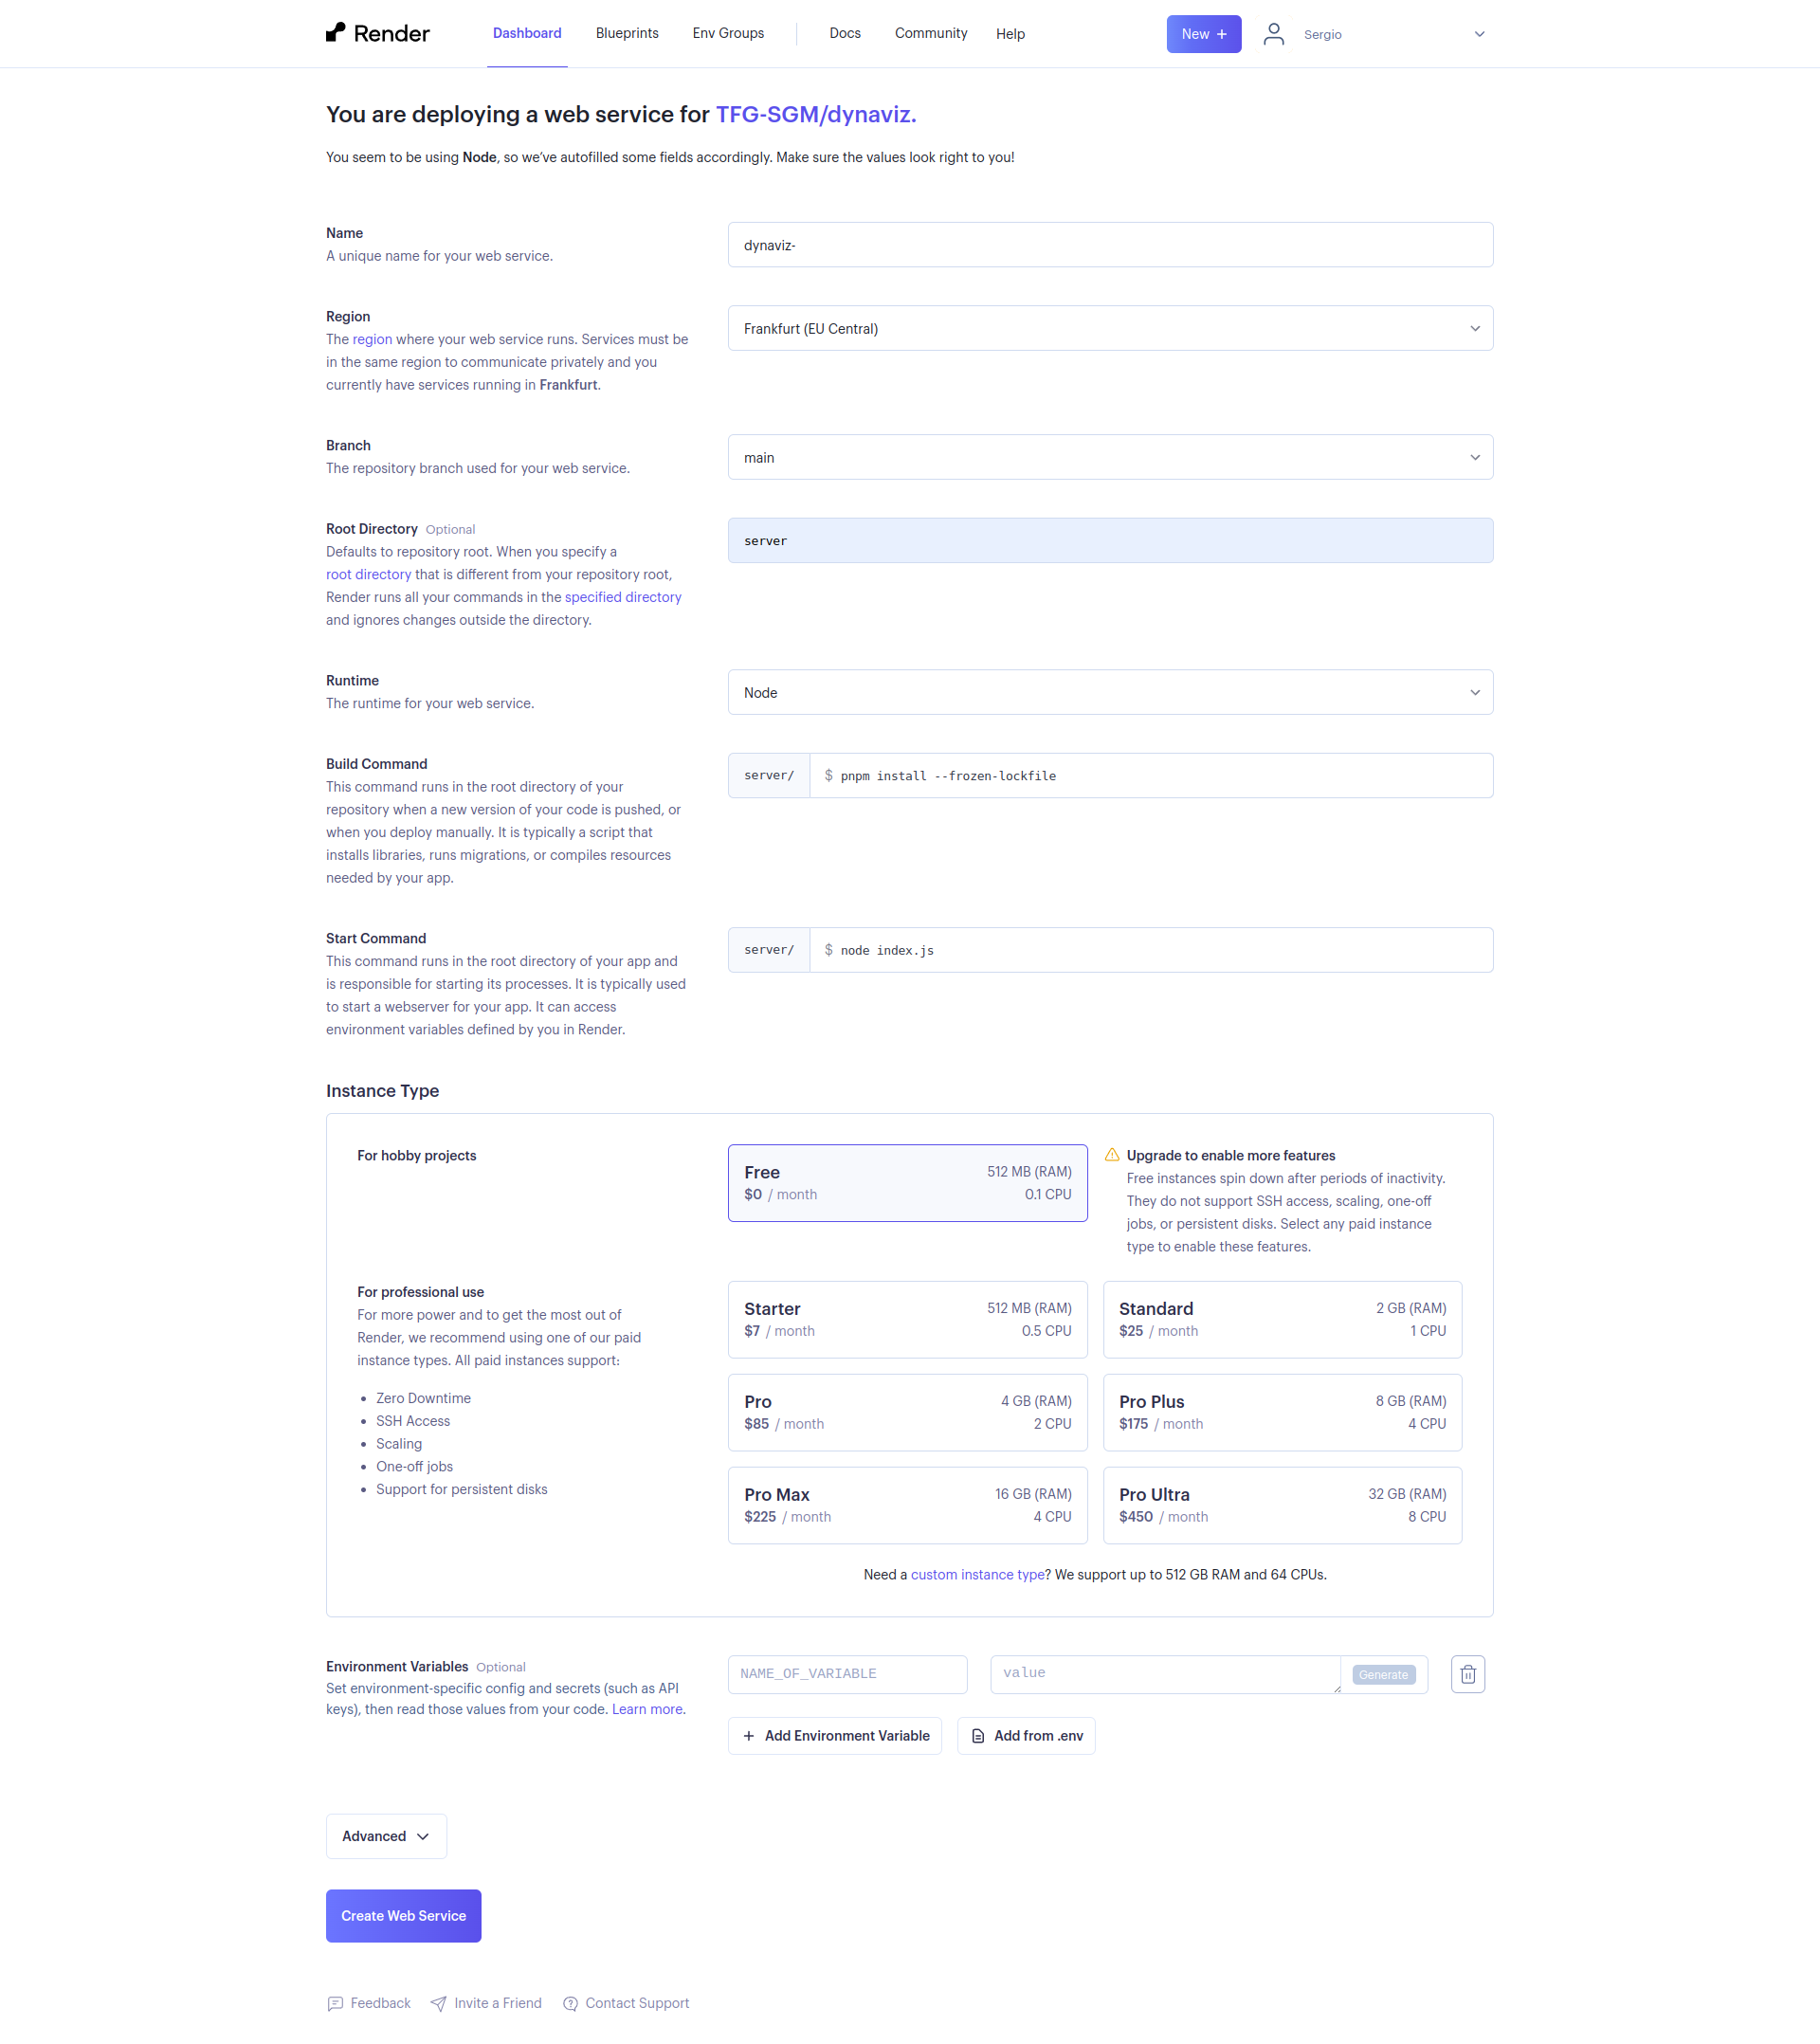 Render
Dashboard
Blueprints
Env Groups
Docs
Community
Help
New +
Sergio
You are deploying a web service for TFG-SGM/dynaviz.
You seem to be using Node, so we’ve autofilled some fields accordingly. Make sure the values look right to you!
Name
A unique name for your web service.
dynaviz-
Region
The region where your web service runs. Services must be
in the same region to communicate privately and you
currently have services running in Frankfurt.
Frankfurt (EU Central)
Branch
The repository branch used for your web service.
main
Root Directory Optional
Defaults to repository root. When you specify a
root directory that is different from your repository root,
Render runs all your commands in the specified directory
and ignores changes outside the directory.
server
Runtime
The runtime for your web service.
Node
Build Command
This command runs in the root directory of your
repository when a new version of your code is pushed, or
when you deploy manually. It is typically a script that
installs libraries, runs migrations, or compiles resources
needed by your app.
server/ $ pnpm install --frozen-lockfile
Start Command
This command runs in the root directory of your app and
is responsible for starting its processes. It is typically used
to start a webserver for your app. It can access
environment variables defined by you in Render.
server/ $ node index.js
Instance Type
For hobby projects
Free 512 MB (RAM)
$0 / month 0.1 CPU
Upgrade to enable more features
Free instances spin down after periods of inactivity.
They do not support SSH access, scaling, one-off
jobs, or persistent disks. Select any paid instance
type to enable these features.
For professional use
For more power and to get the most out of
Render, we recommend using one of our paid
instance types. All paid instances support:
• Zero Downtime
• SSH Access
• Scaling
• One-off jobs
• Support for persistent disks
Starter 512 MB (RAM)
$7 / month 0.5 CPU
Standard 2 GB (RAM)
$25 / month 1 CPU
Pro 4 GB (RAM)
$85 / month 2 CPU
Pro Plus 8 GB (RAM)
$175 / month 4 CPU
Pro Max 16 GB (RAM)
$225 / month 4 CPU
Pro Ultra 32 GB (RAM)
$450 / month 8 CPU
Need a custom instance type? We support up to 512 GB RAM and 64 CPUs.
Environment Variables Optional
Set environment-specific config and secrets (such as API
keys), then read those values from your code. Learn more.
NAME_OF_VARIABLE
value
Generate
+ Add Environment Variable
Add from .env
Advanced
Create Web Service
Feedback
Invite a Friend
Contact Support